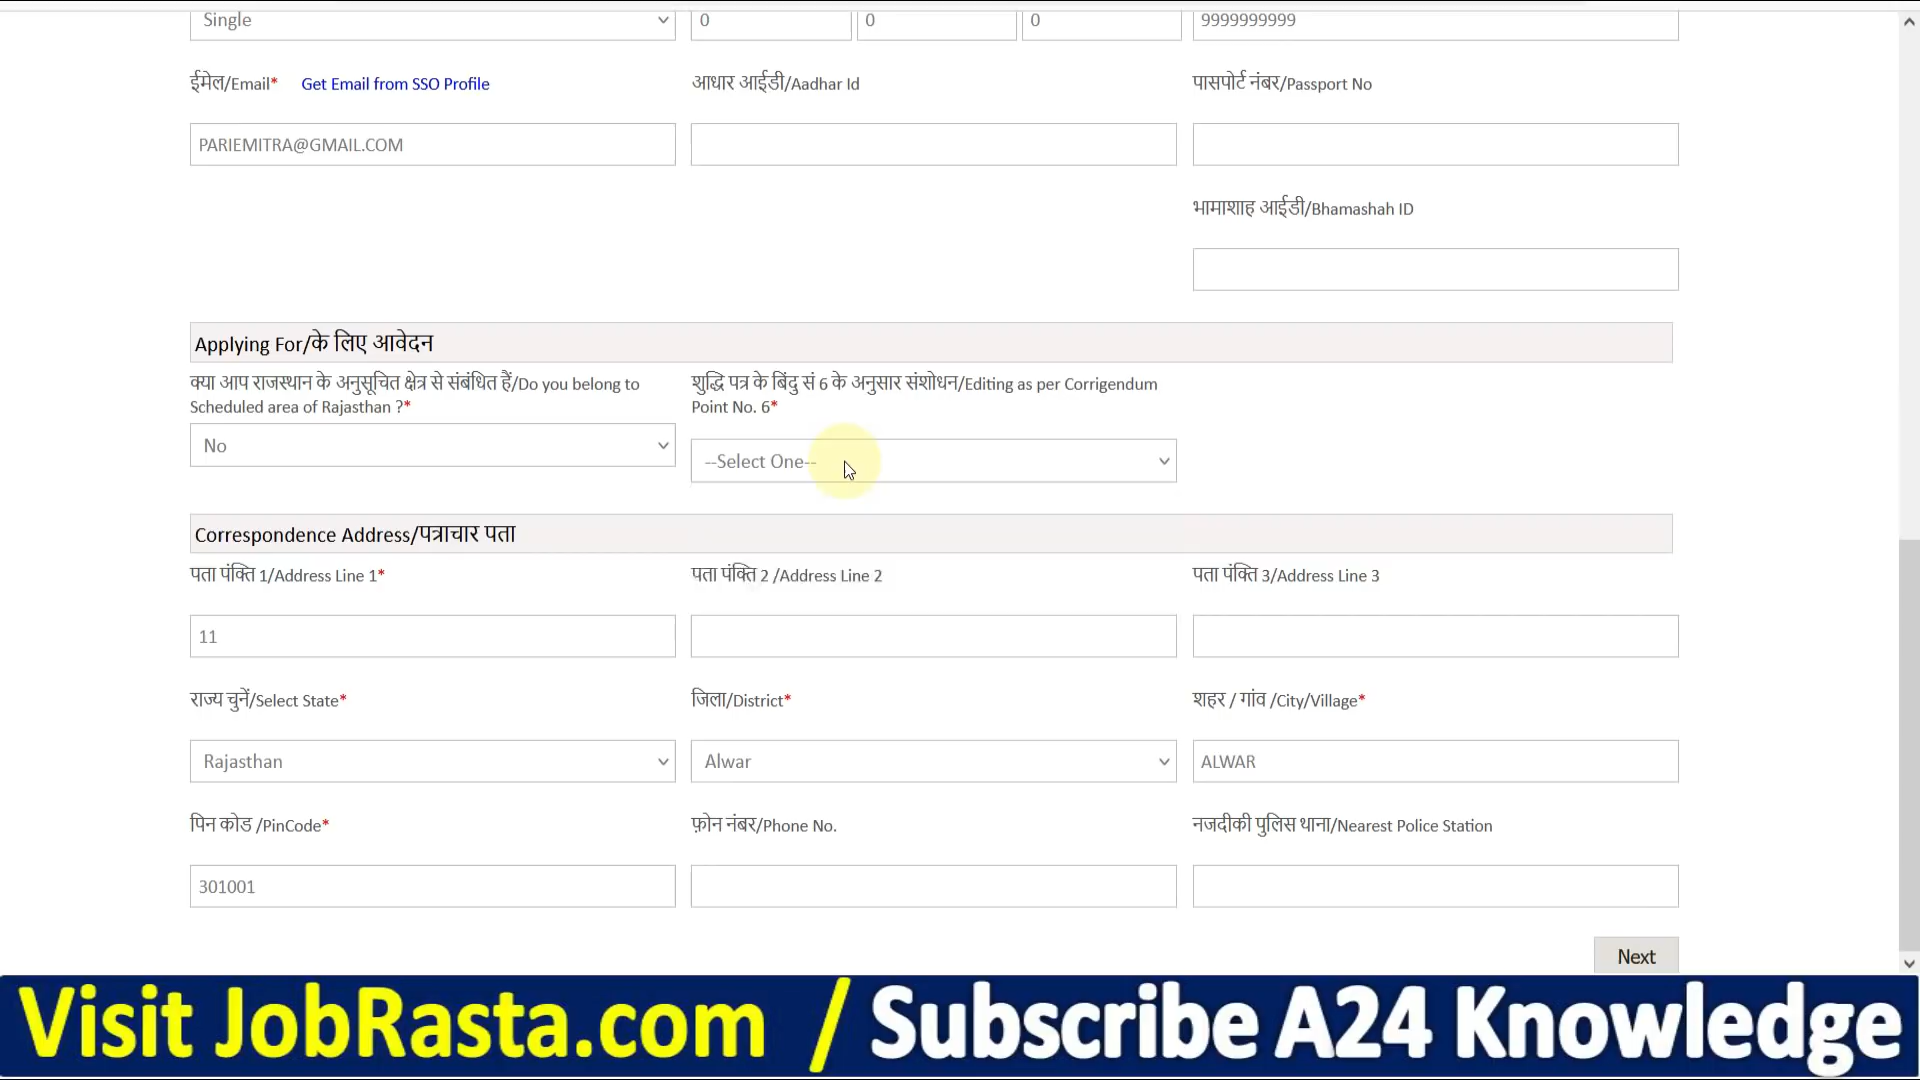 Single 0 0 0 9999999999
ईमेल/Email* Get Email from SSO Profile आधार आईडी/Aadhar Id पासपोर्ट नंबर/Passport No
PARIEMITRA@GMAIL.COM
भामाशाह आईडी/Bhamashah ID
Applying For/के लिए आवेदन
क्या आप राजस्थान के अनुसूचित क्षेत्र से संबंधित हैं/Do you belong to
Scheduled area of Rajasthan ?*
शुद्धि पत्र के बिंदु सं 6 के अनुसार संशोधन/Editing as per Corrigendum
Point No. 6*
No
--Select One--
Correspondence Address/पत्राचार पता
पता पंक्ति 1/Address Line 1* पता पंक्ति 2 /Address Line 2 पता पंक्ति 3/Address Line 3
11
राज्य चुनें/Select State* जिला/District* शहर / गांव /City/Village*
Rajasthan Alwar ALWAR
पिन कोड /PinCode* फ़ोन नंबर/Phone No. नजदीकी पुलिस थाना/Nearest Police Station
301001
Next
Visit JobRasta.com / Subscribe A24 Knowledge